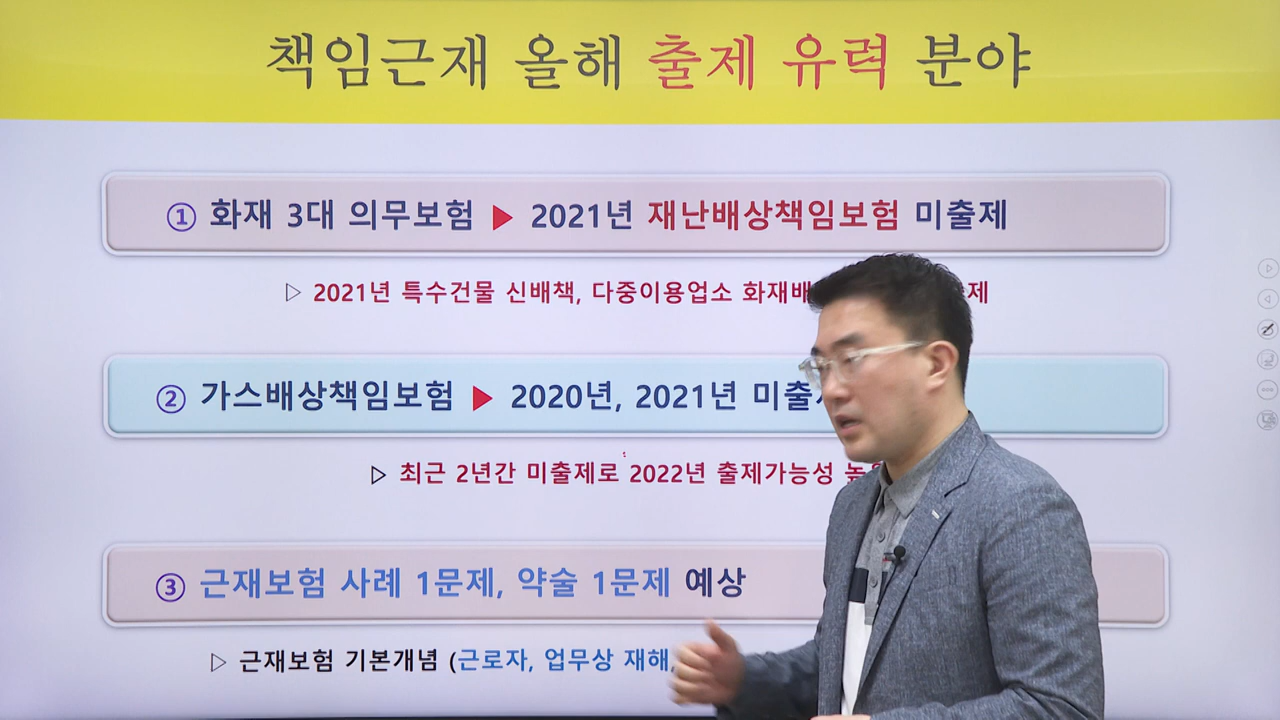 책임근재 올해 출제 유력 분야
① 화재 3대 의무보험 ▶ 2021년 재난배상책임보험 미출제
▷ 2021년 특수건물 신배책, 다중이용업소
② 가스배상책임보험 ▶ 2020년, 2021년
▷ 최근 2년간 미출제로 2022년 출제가능성
③ 근재보험 사례 1문제, 약술 1문제 예상
▷ 근재보험 기본개념 (근로자, 업무상 재해,